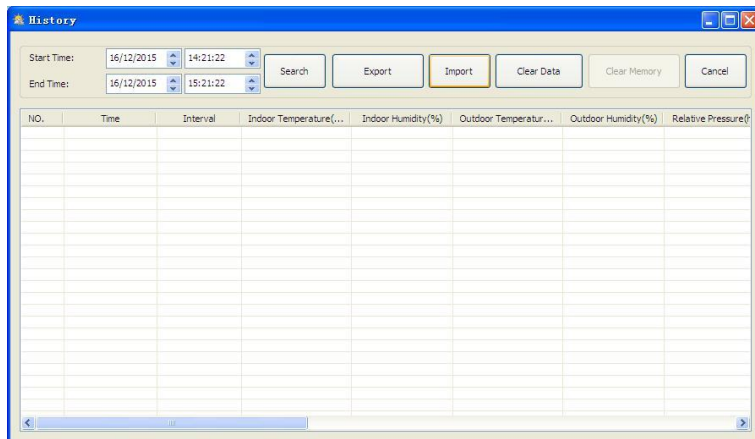 History
Start Time: 16/12/2015 14:21:22
Search Export Import Clear Data Clear Memory Cancel
End Time: 16/12/2015 15:21:22
NO. Time Interval Indoor Temperature(... Indoor Humidity(%) Outdoor Temperatur... Outdoor Humidity(%) Relative Pressure(h